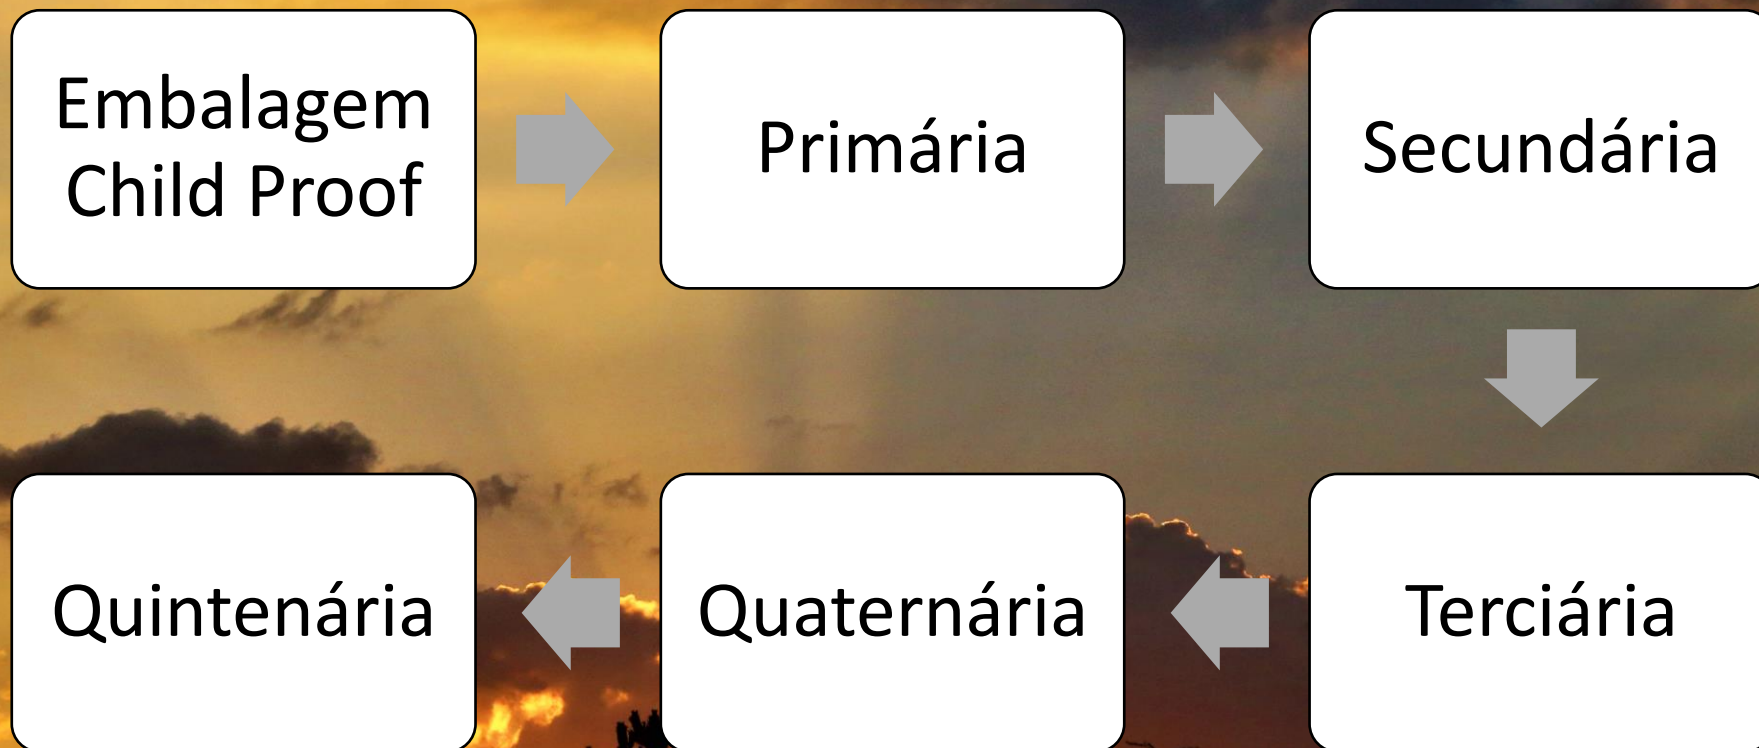 Embalagem
Child Proof
Primária
Secundária
Terciária
Quaternária
Quintenária